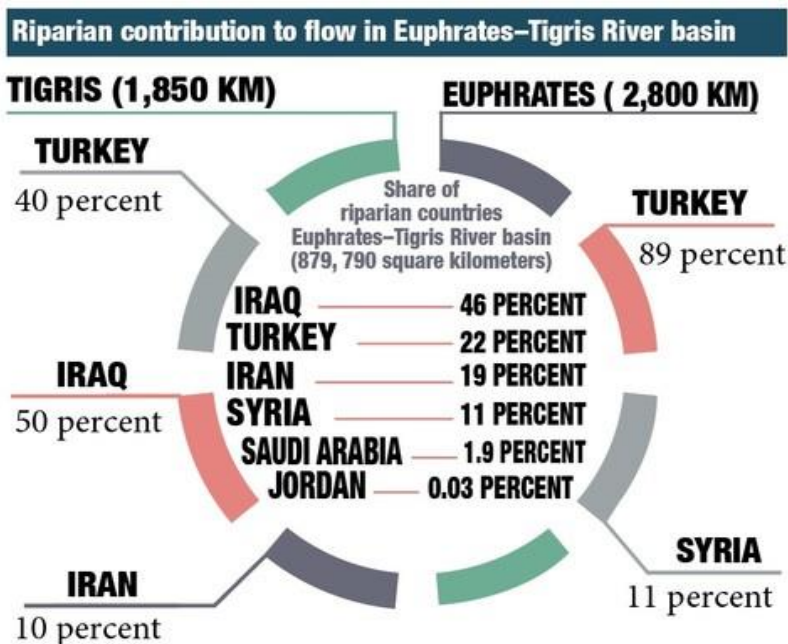 Riparian contribution to flow in Euphrates–Tigris River basin
TIGRIS (1,850 KM)
EUPHRATES ( 2,800 KM)
TURKEY
40 percent
IRAQ
50 percent
IRAN
10 percent
Share of
riparian countries
Euphrates–Tigris River basin
(879, 790 square kilometers)
IRAQ 46 PERCENT
TURKEY 22 PERCENT
IRAN 19 PERCENT
SYRIA 11 PERCENT
SAUDI ARABIA 1.9 PERCENT
JORDAN 0.03 PERCENT
TURKEY
89 percent
SYRIA
11 percent